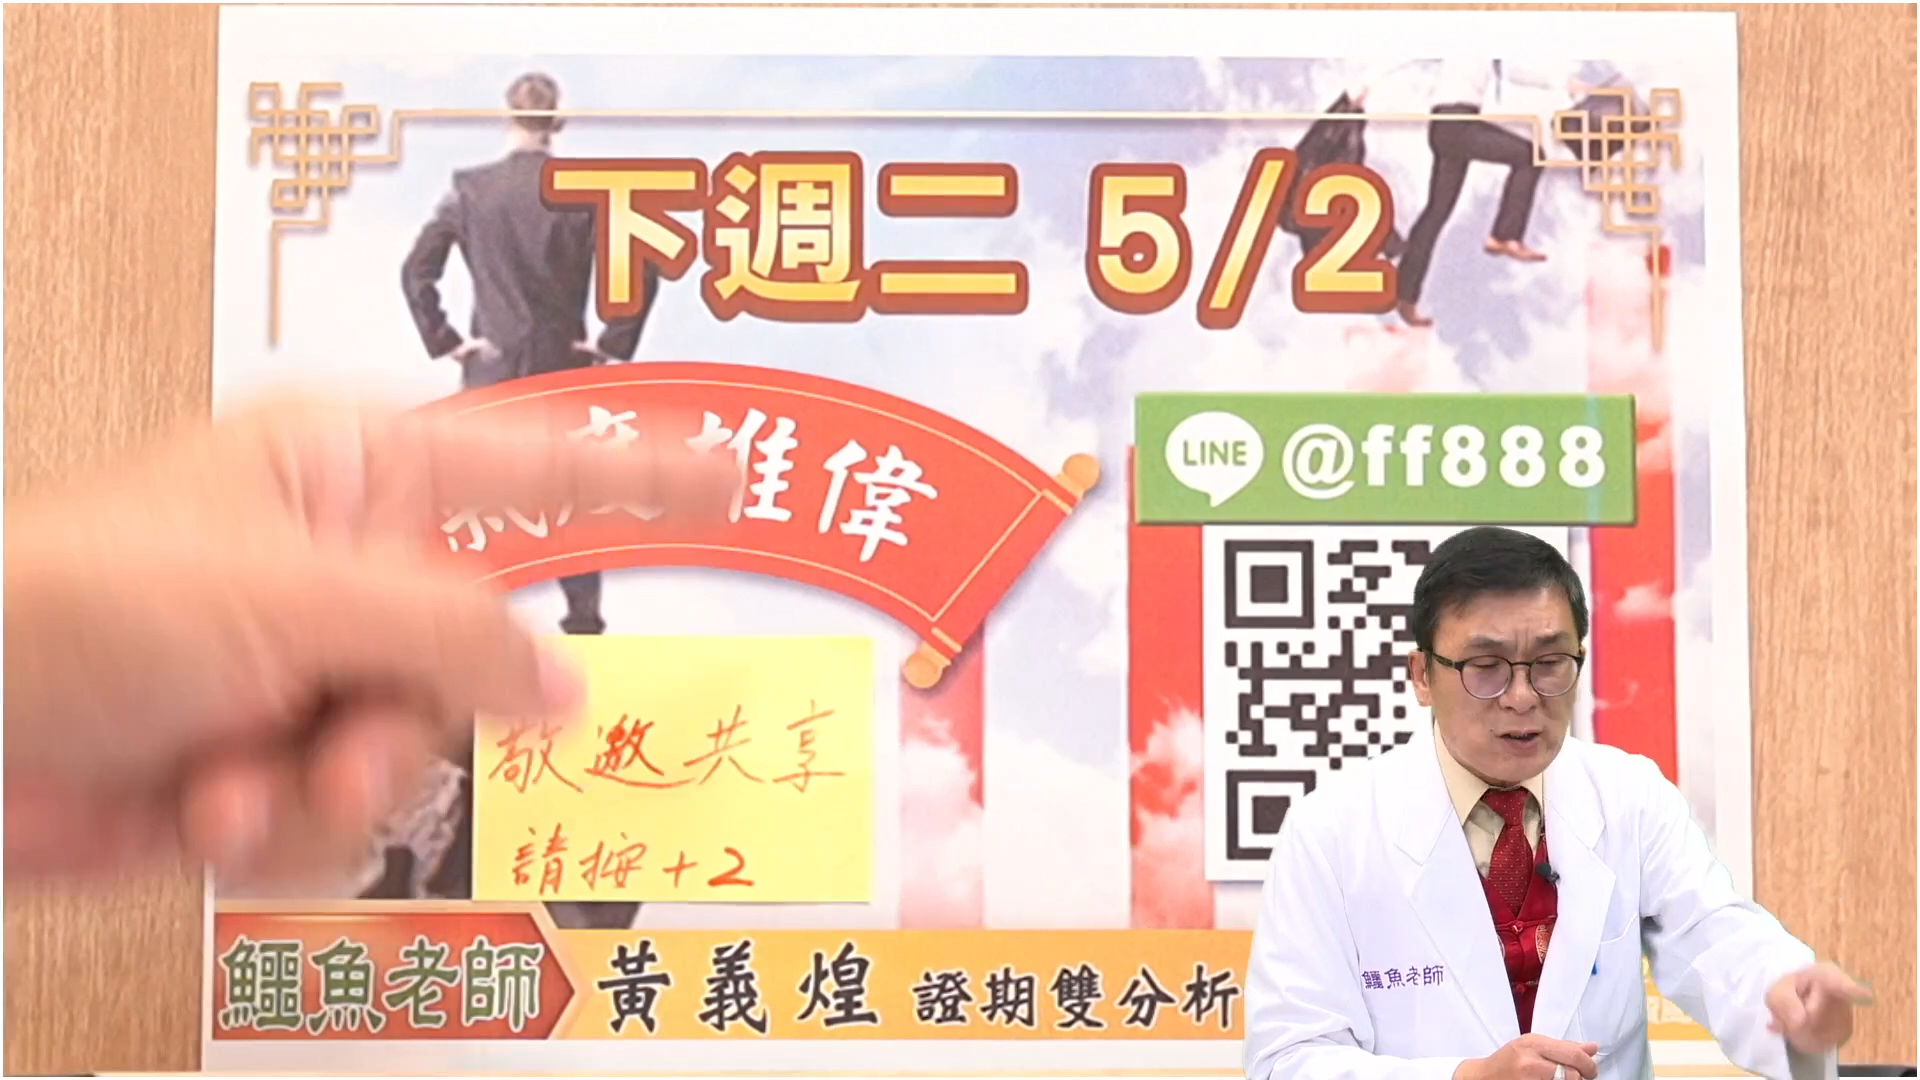 下週二 5/2
雄偉
LINE @ff888
敬邀共享
請按+2
鱷魚老師
黃義煌 證期雙分析
鱷魚老師